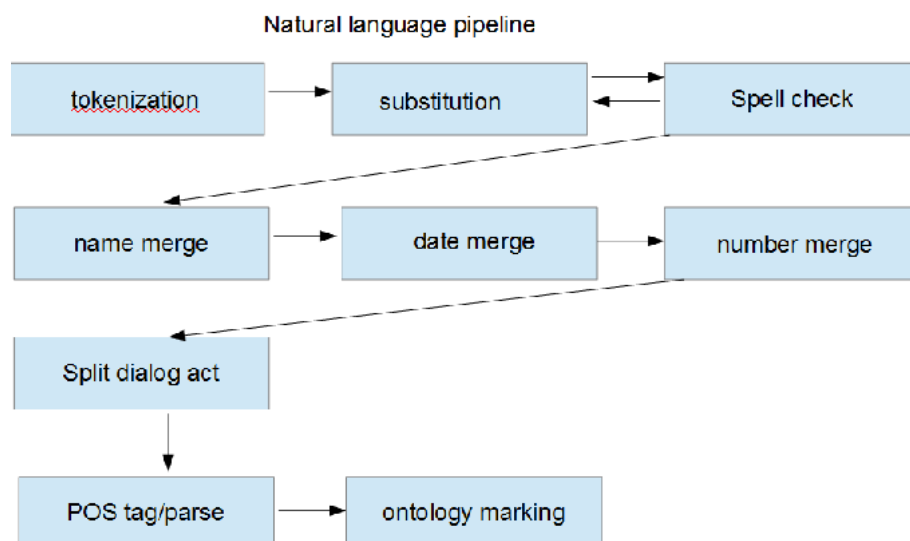 Natural language pipeline
tokenization
substitution
Spell check
name merge
date merge
number merge
Split dialog act
POS tag/parse
ontology marking